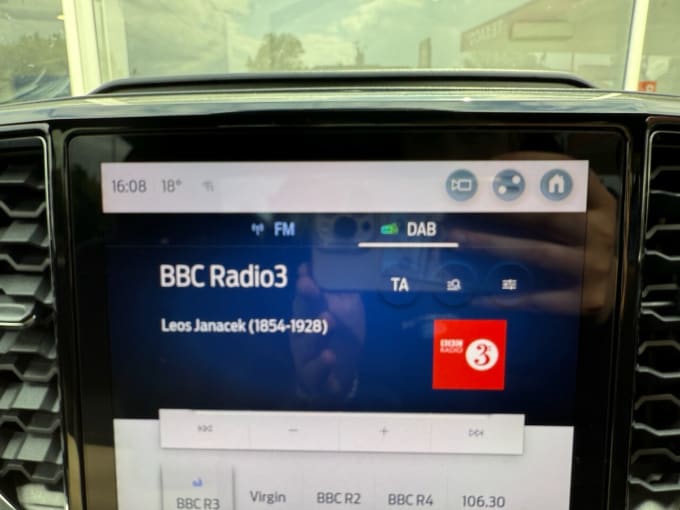 16:08 18°
FM DAB
BBC Radio3
TA
Leos Janacek (1854-1928)
BBC
RADIO 3
BBC R3 Virgin BBC R2 BBC R4 106.30